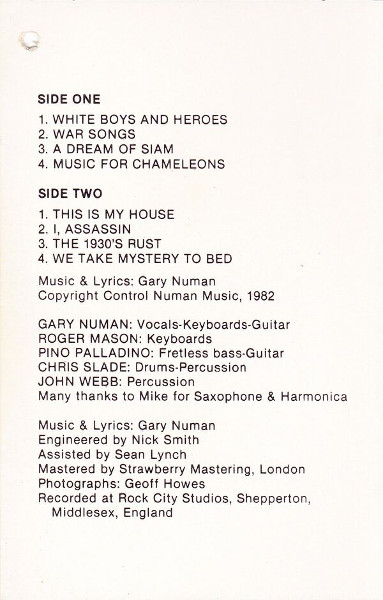 SIDE ONE
1. WHITE BOYS AND HEROES
2. WAR SONGS
3. A DREAM OF SIAM
4. MUSIC FOR CHAMELEONS
SIDE TWO
1. THIS IS MY HOUSE
2. I, ASSASSIN
3. THE 1930'S RUST
4. WE TAKE MYSTERY TO BED
Music & Lyrics: Gary Numan
Copyright Control Numan Music, 1982
GARY NUMAN: Vocals-Keyboards-Guitar
ROGER MASON: Keyboards
PINO PALLADINO: Fretless bass-Guitar
CHRIS SLADE: Drums-Percussion
JOHN WEBB: Percussion
Many thanks to Mike for Saxophone & Harmonica
Music & Lyrics: Gary Numan
Engineered by Nick Smith
Assisted by Sean Lynch
Mastered by Strawberry Mastering, London
Photographs: Geoff Howes
Recorded at Rock City Studios, Shepperton,
Middlesex, England